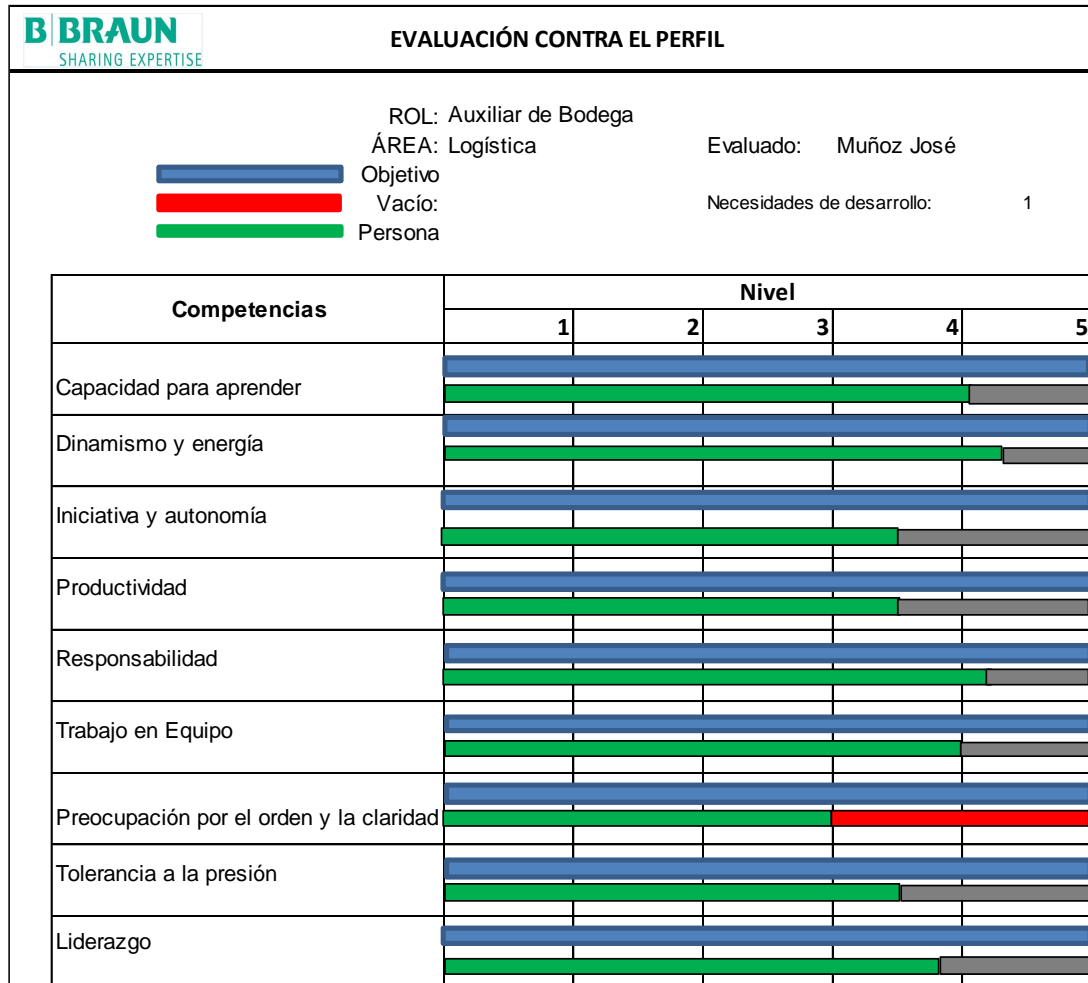 B|BRAUN
SHARING EXPERTISE
EVALUACIÓN CONTRA EL PERFIL
ROL: Auxiliar de Bodega
ÁREA: Logística Evaluado: Muñoz José
Objetivo
Vacío: Necesidades de desarrollo: 1
Persona
Competencias
Nivel
1 2 3 4 5
Capacidad para aprender
Dinamismo y energía
Iniciativa y autonomía
Productividad
Responsabilidad
Trabajo en Equipo
Preocupación por el orden y la claridad
Tolerancia a la presión
Liderazgo